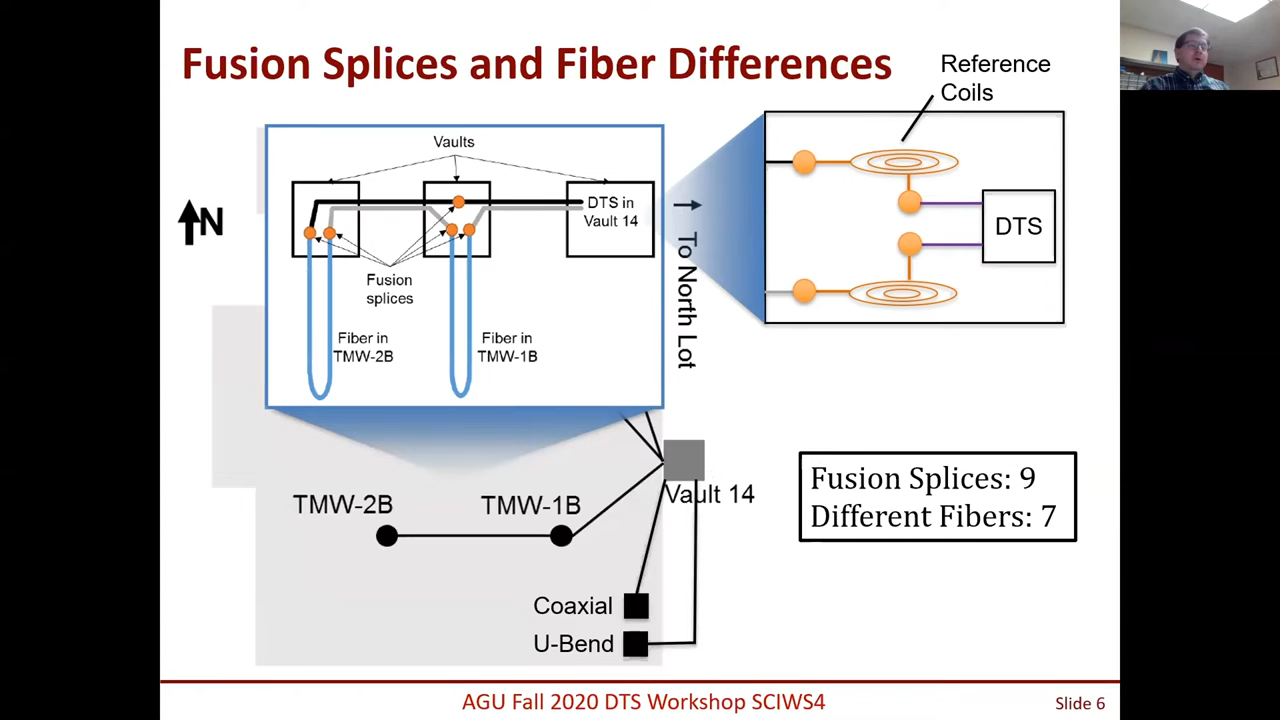 Fusion Splices and Fiber Differences
Reference
Coils
Vaults
DTS in
Vault 14
N
Fusion
splices
Fiber in
TMW-2B
Fiber in
TMW-1B
To North Lot
DTS
TMW-2B
TMW-1B
Vault 14
Coaxial
U-Bend
Fusion Splices: 9
Different Fibers: 7
AGU Fall 2020 DTS Workshop SCIWS4
Slide 6